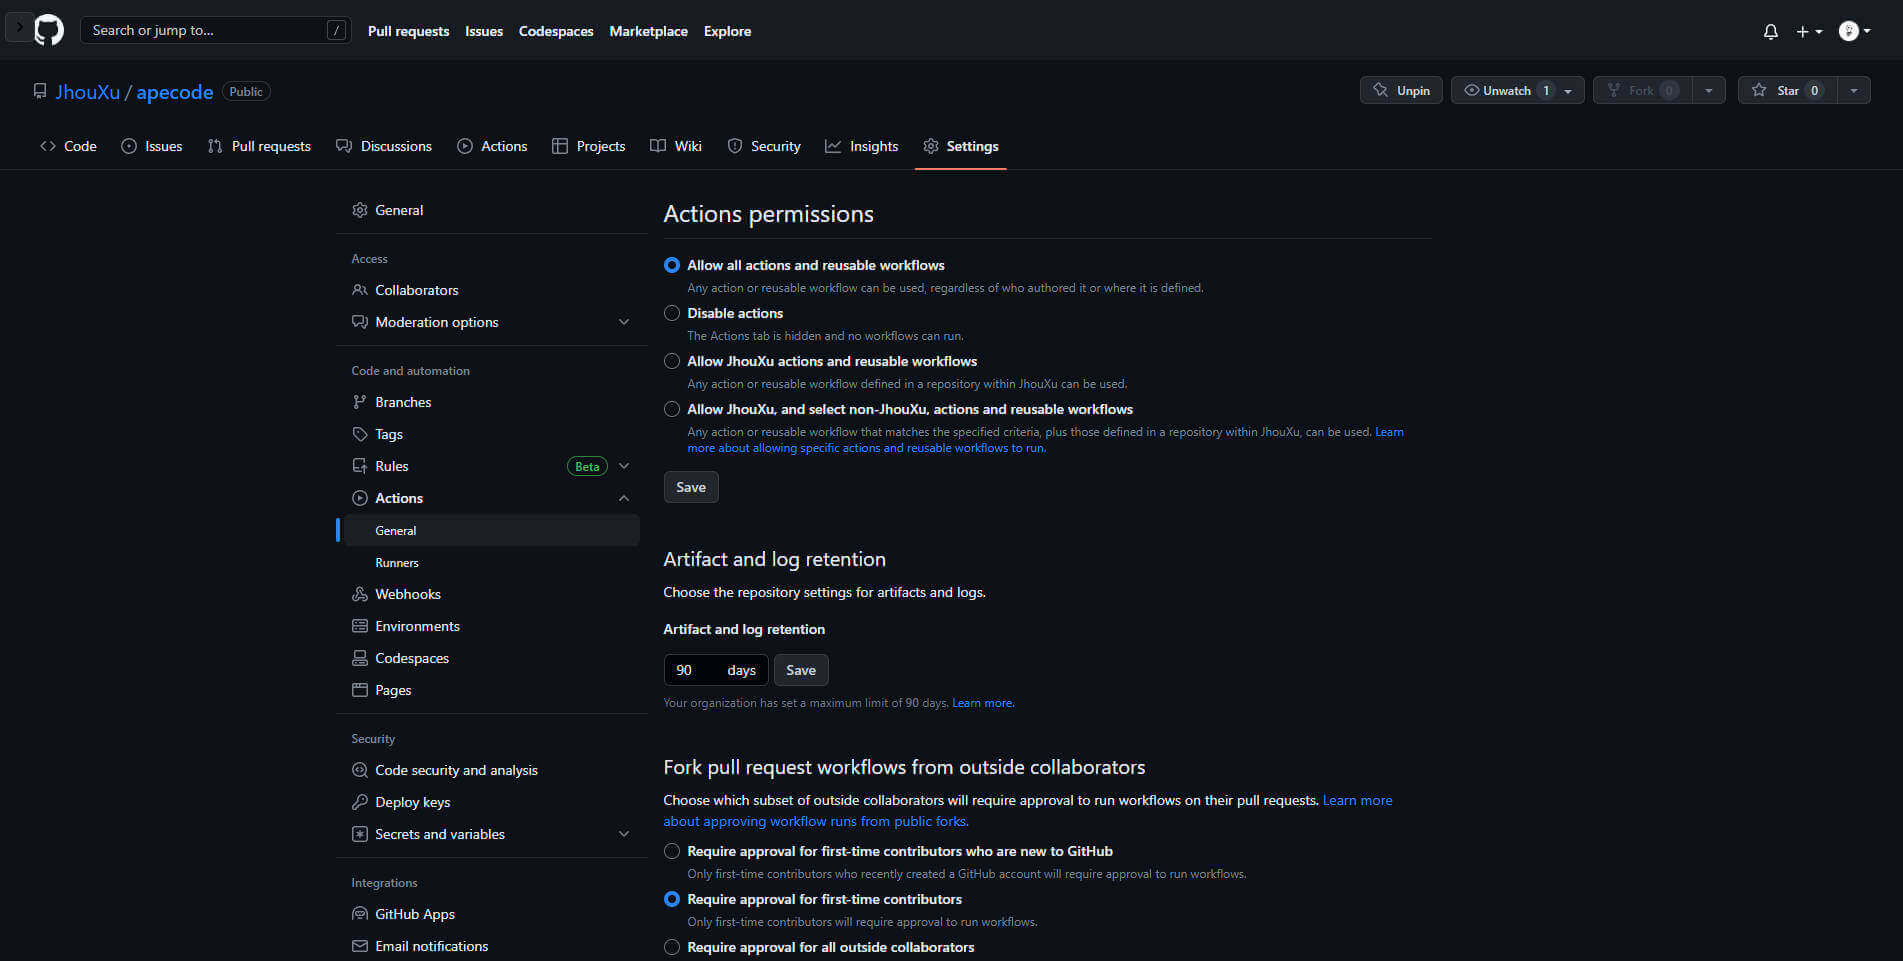 Search or jump to... /
Pull requests Issues Codespaces Marketplace Explore
JhouXu / apecode Public
Unpin Unwatch 1 Fork 0 Star 0
Code Issues Pull requests Discussions Actions Projects Wiki Security Insights Settings
General
Access
Collaborators
Moderation options
Code and automation
Branches
Tags
Rules Beta
Actions
General
Runners
Webhooks
Environments
Codespaces
Pages
Security
Code security and analysis
Deploy keys
Secrets and variables
Integrations
GitHub Apps
Email notifications
Actions permissions
Allow all actions and reusable workflows
Any action or reusable workflow can be used, regardless of who authored it or where it is defined.
Disable actions
The Actions tab is hidden and no workflows can run.
Allow JhouXu actions and reusable workflows
Any action or reusable workflow defined in a repository within JhouXu can be used.
Allow JhouXu, and select non-JhouXu, actions and reusable workflows
Any action or reusable workflow that matches the specified criteria, plus those defined in a repository within JhouXu, can be used. Learn
more about allowing specific actions and reusable workflows to run.
Save
Artifact and log retention
Choose the repository settings for artifacts and logs.
Artifact and log retention
90 days Save
Your organization has set a maximum limit of 90 days. Learn more.
Fork pull request workflows from outside collaborators
Choose which subset of outside collaborators will require approval to run workflows on their pull requests. Learn more
about approving workflow runs from public forks.
Require approval for first-time contributors who are new to GitHub
Only first-time contributors who recently created a GitHub account will require approval to run workflows.
Require approval for first-time contributors
Only first-time contributors will require approval to run workflows.
Require approval for all outside collaborators